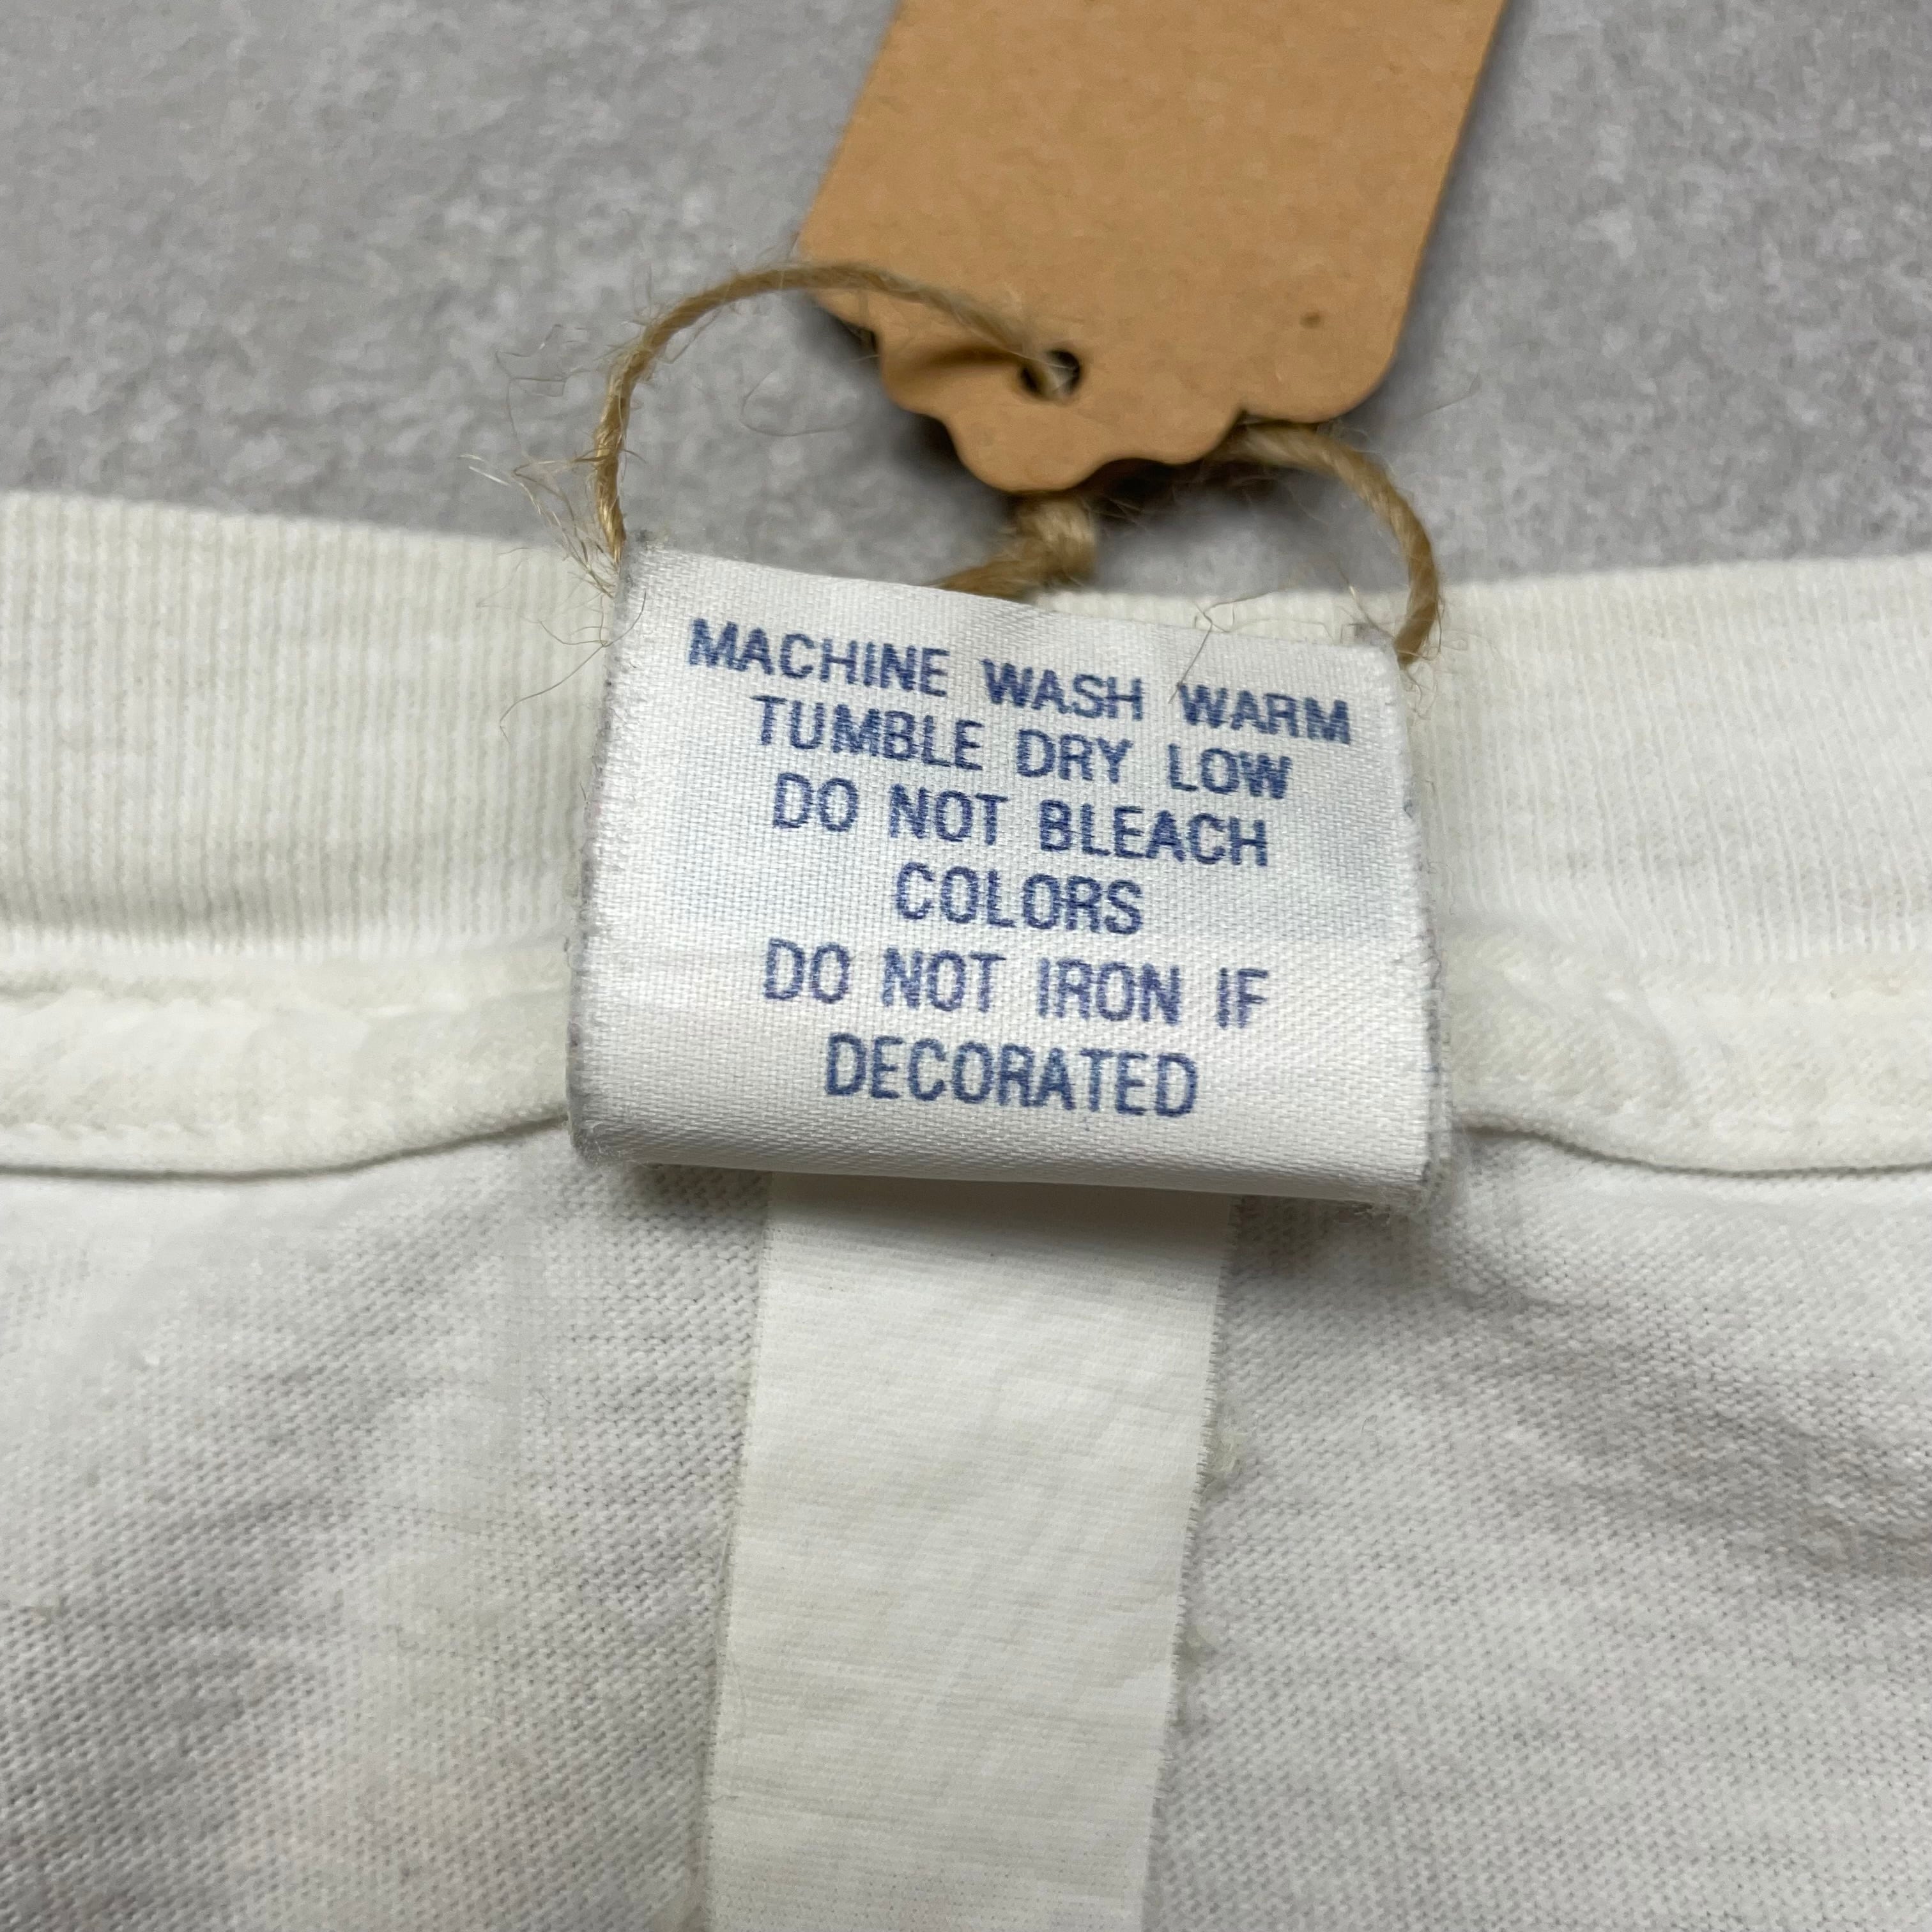 MACHINE WASH WARM
TUMBLE DRY LOW
DO NOT BLEACH
COLORS
DO NOT IRON IF
DECORATED